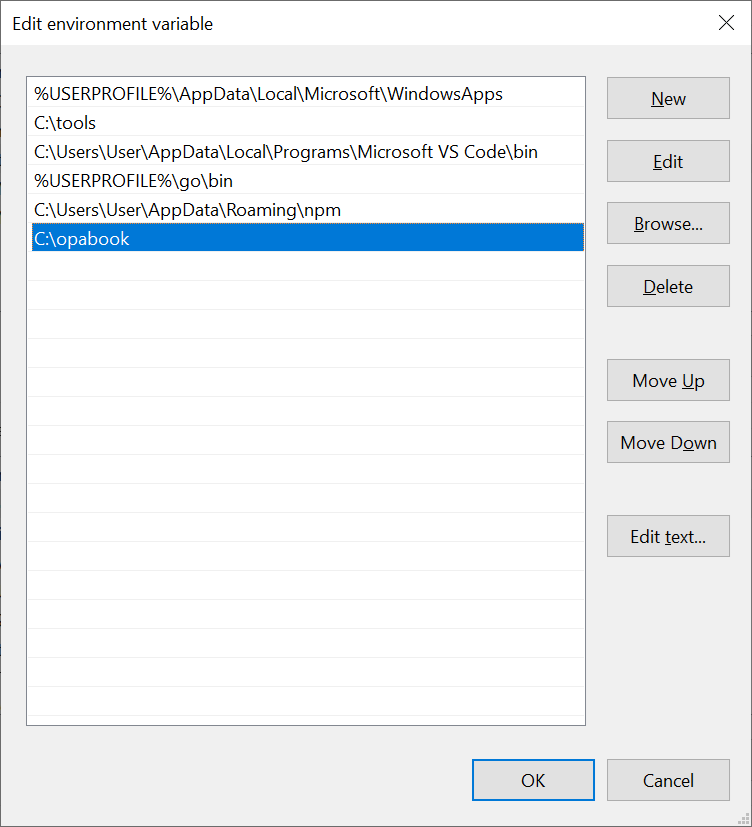 Edit environment variable
%USERPROFILE%\AppData\Local\Microsoft\WindowsApps
New
C:\tools
C:\Users\User\AppData\Local\Programs\Microsoft VS Code\bin
Edit
%USERPROFILE%\go\bin
C:\Users\User\AppData\Roaming\npm
Browse...
C:\opabook
Delete
Move Up
Move Down
Edit text...
OK
Cancel